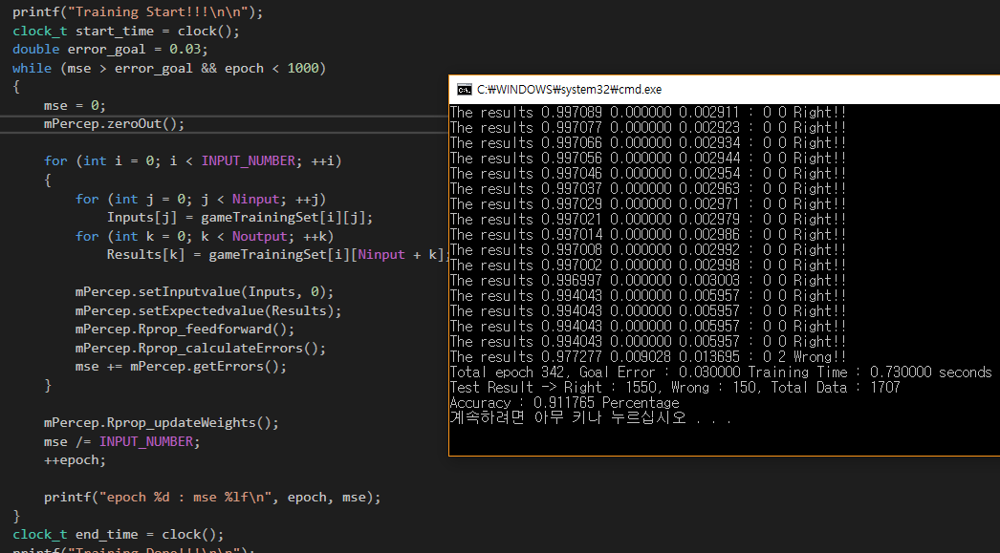 printf("Training Start!!!\n\n");
clock_t start_time = clock();
double error_goal = 0.03;
while (mse > error_goal && epoch < 1000)
{
mse = 0;
mPercep.zeroOut();
for (int i = 0; i < INPUT_NUMBER; ++i)
{
for (int j = 0; j < Ninput; ++j)
Inputs[j] = gameTrainingSet[i][j];
for (int k = 0; k < Noutput; ++k)
Results[k] = gameTrainingSet[i][Ninput + k];
mPercep.setInputvalue(Inputs, 0);
mPercep.setExpectedvalue(Results);
mPercep.Rprop_feedforward();
mPercep.Rprop_calculateErrors();
mse += mPercep.getErrors();
}
mPercep.Rprop_updateWeights();
mse /= INPUT_NUMBER;
++epoch;
printf("epoch %d : mse %lf\n", epoch, mse);
}
clock_t end_time = clock();
printf("Training Done!!!\n\n");
C:₩WINDOWS₩system32₩cmd.exe
The results 0.997089 0.000000 0.002911 : 0 0 Right!!
The results 0.997077 0.000000 0.002923 : 0 0 Right!!
The results 0.997066 0.000000 0.002934 : 0 0 Right!!
The results 0.997056 0.000000 0.002944 : 0 0 Right!!
The results 0.997046 0.000000 0.002954 : 0 0 Right!!
The results 0.997037 0.000000 0.002963 : 0 0 Right!!
The results 0.997029 0.000000 0.002971 : 0 0 Right!!
The results 0.997021 0.000000 0.002979 : 0 0 Right!!
The results 0.997014 0.000000 0.002986 : 0 0 Right!!
The results 0.997008 0.000000 0.002992 : 0 0 Right!!
The results 0.997002 0.000000 0.002998 : 0 0 Right!!
The results 0.996997 0.000000 0.003003 : 0 0 Right!!
The results 0.994043 0.000000 0.005957 : 0 0 Right!!
The results 0.994043 0.000000 0.005957 : 0 0 Right!!
The results 0.994043 0.000000 0.005957 : 0 0 Right!!
The results 0.994043 0.000000 0.005957 : 0 0 Right!!
The results 0.977277 0.009028 0.013695 : 0 2 Wrong!!
Total epoch 342, Goal Error : 0.030000 Training Time : 0.730000 seconds
Test Result -> Right : 1550, Wrong : 150, Total Data : 1707
Accuracy : 0.911765 Percentage
계속하려면 아무 키나 누르십시오 . . .